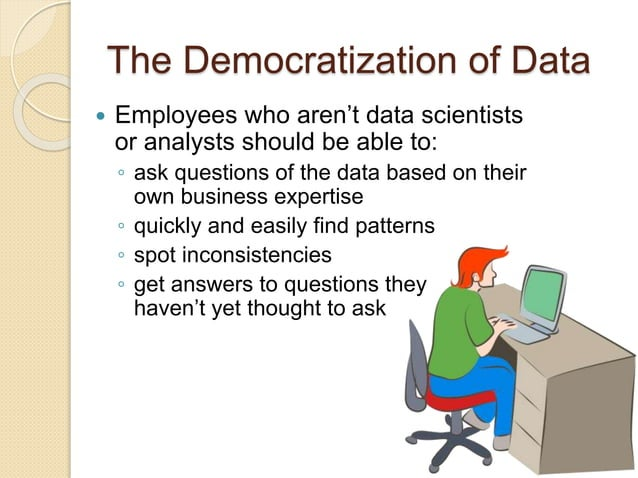 The Democratization of Data
• Employees who aren’t data scientists
or analysts should be able to:
◦ ask questions of the data based on their
own business expertise
◦ quickly and easily find patterns
◦ spot inconsistencies
◦ get answers to questions they
haven’t yet thought to ask